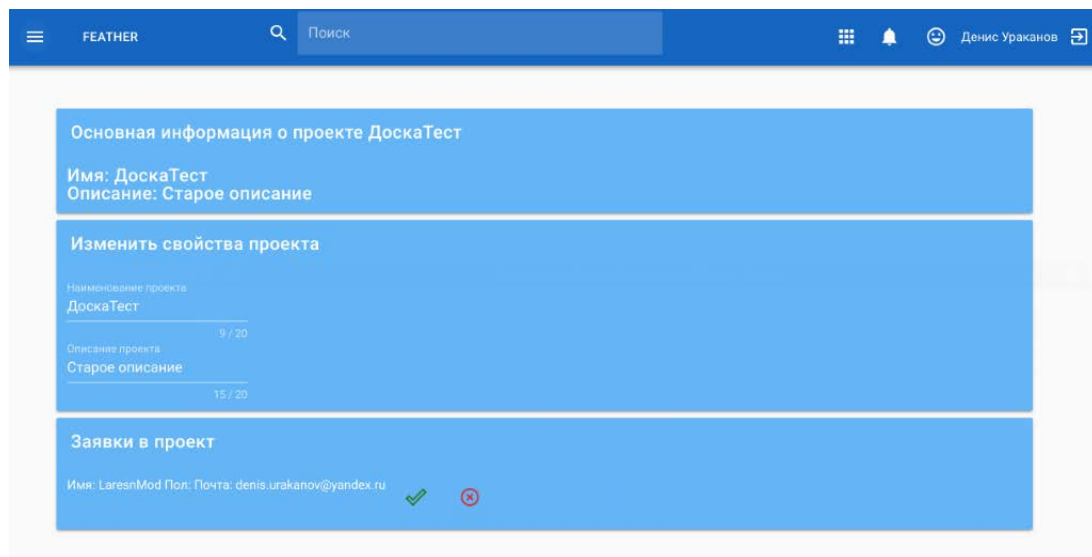 FEATHER
Поиск
Денис Ураканов
Основная информация о проекте ДоскаТест
Имя: ДоскаТест
Описание: Старое описание
Изменить свойства проекта
Наименование проекта
ДоскаТест
9 / 20
Описание проекта
Старое описание
15 / 20
Заявки в проект
Имя: LaresnMod Пол: Почта: denis.urakanov@yandex.ru